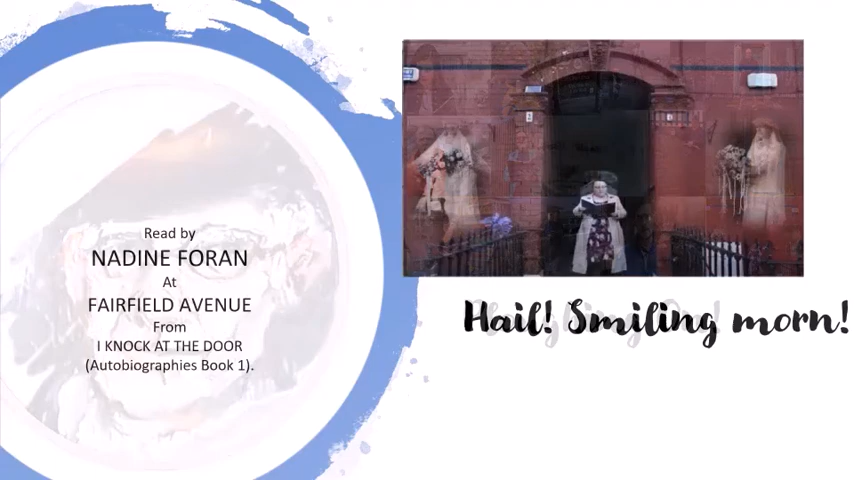 Read by
NADINE FORAN
At
FAIRFIELD AVENUE
From
I KNOCK AT THE DOOR
(Autobiographies Book 1).
Hail! Smiling morn!